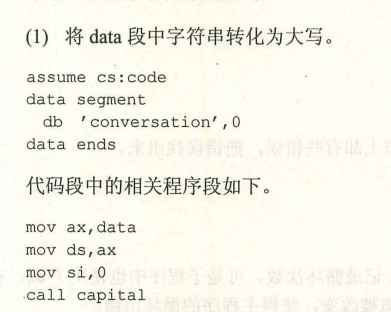 (1) 将 data 段中字符串转化为大写。
assume cs:code
data segment
db 'conversation',0
data ends
代码段中的相关程序段如下。
mov ax,data
mov ds,ax
mov si,0
call capital